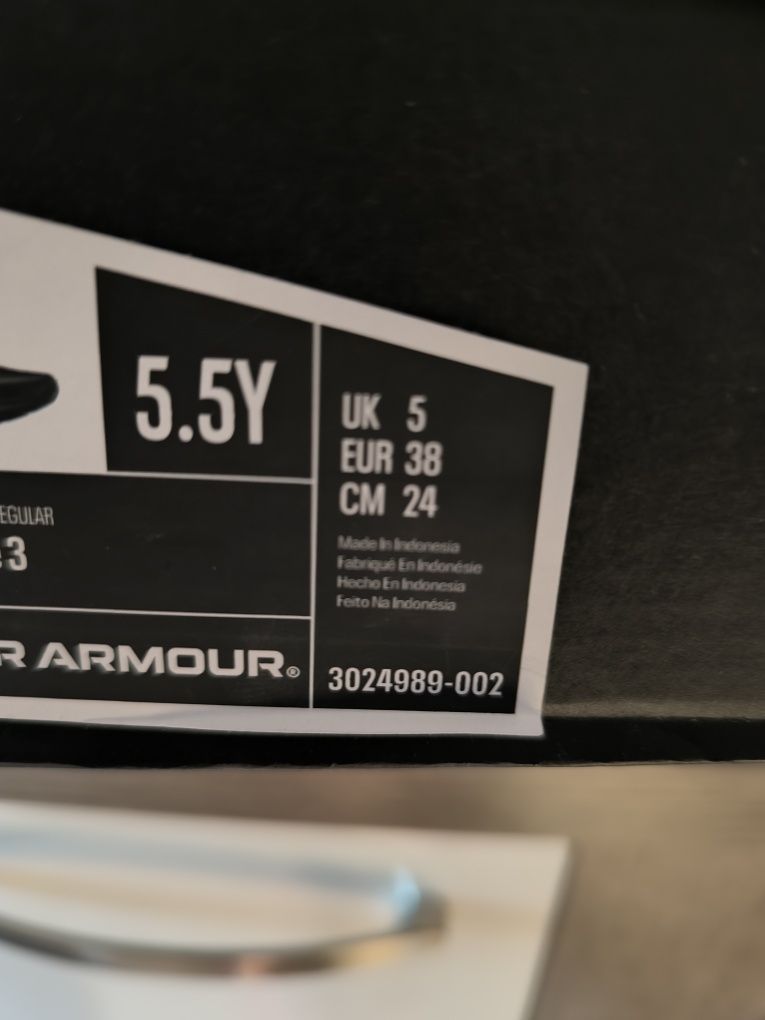 5.5Y
UK 5
EUR 38
CM 24
Made In Indonesia
Fabriqué En Indonésie
Hecho En Indonesia
Feito Na Indonésia
EGULAR
3
R ARMOUR®
3024989-002